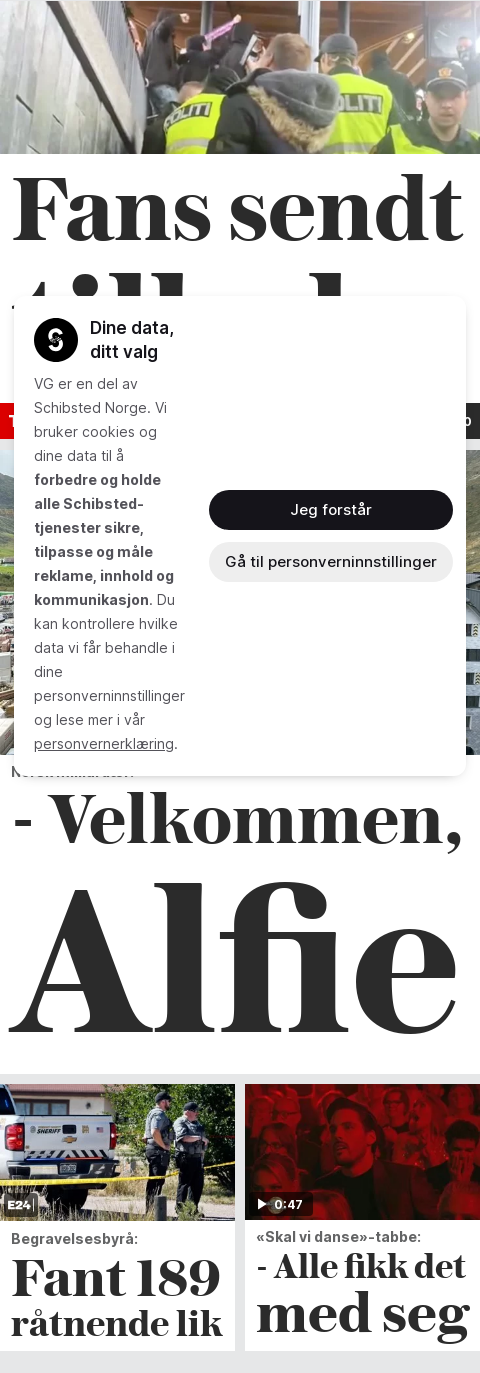 POLITI
POLITI
Fans sendt
Dine data,
ditt valg
VG er en del av
Schibsted Norge. Vi
bruker cookies og
dine data til å
forbedre og holde
alle Schibsted-
tjenester sikre,
tilpasse og måle
reklame, innhold og
kommunikasjon. Du
kan kontrollere hvilke
data vi får behandle i
dine
personverninnstillinger
og lese mer i vår
personvernerklæring.
Jeg forstår
Gå til personverninnstillinger
- Velkommen,
Alfie
SHERIFF
E24
0:47
Begravelsesbyrå:
Fant 189
råtnende lik
«Skal vi danse»-tabbe:
- Alle fikk det
med seg